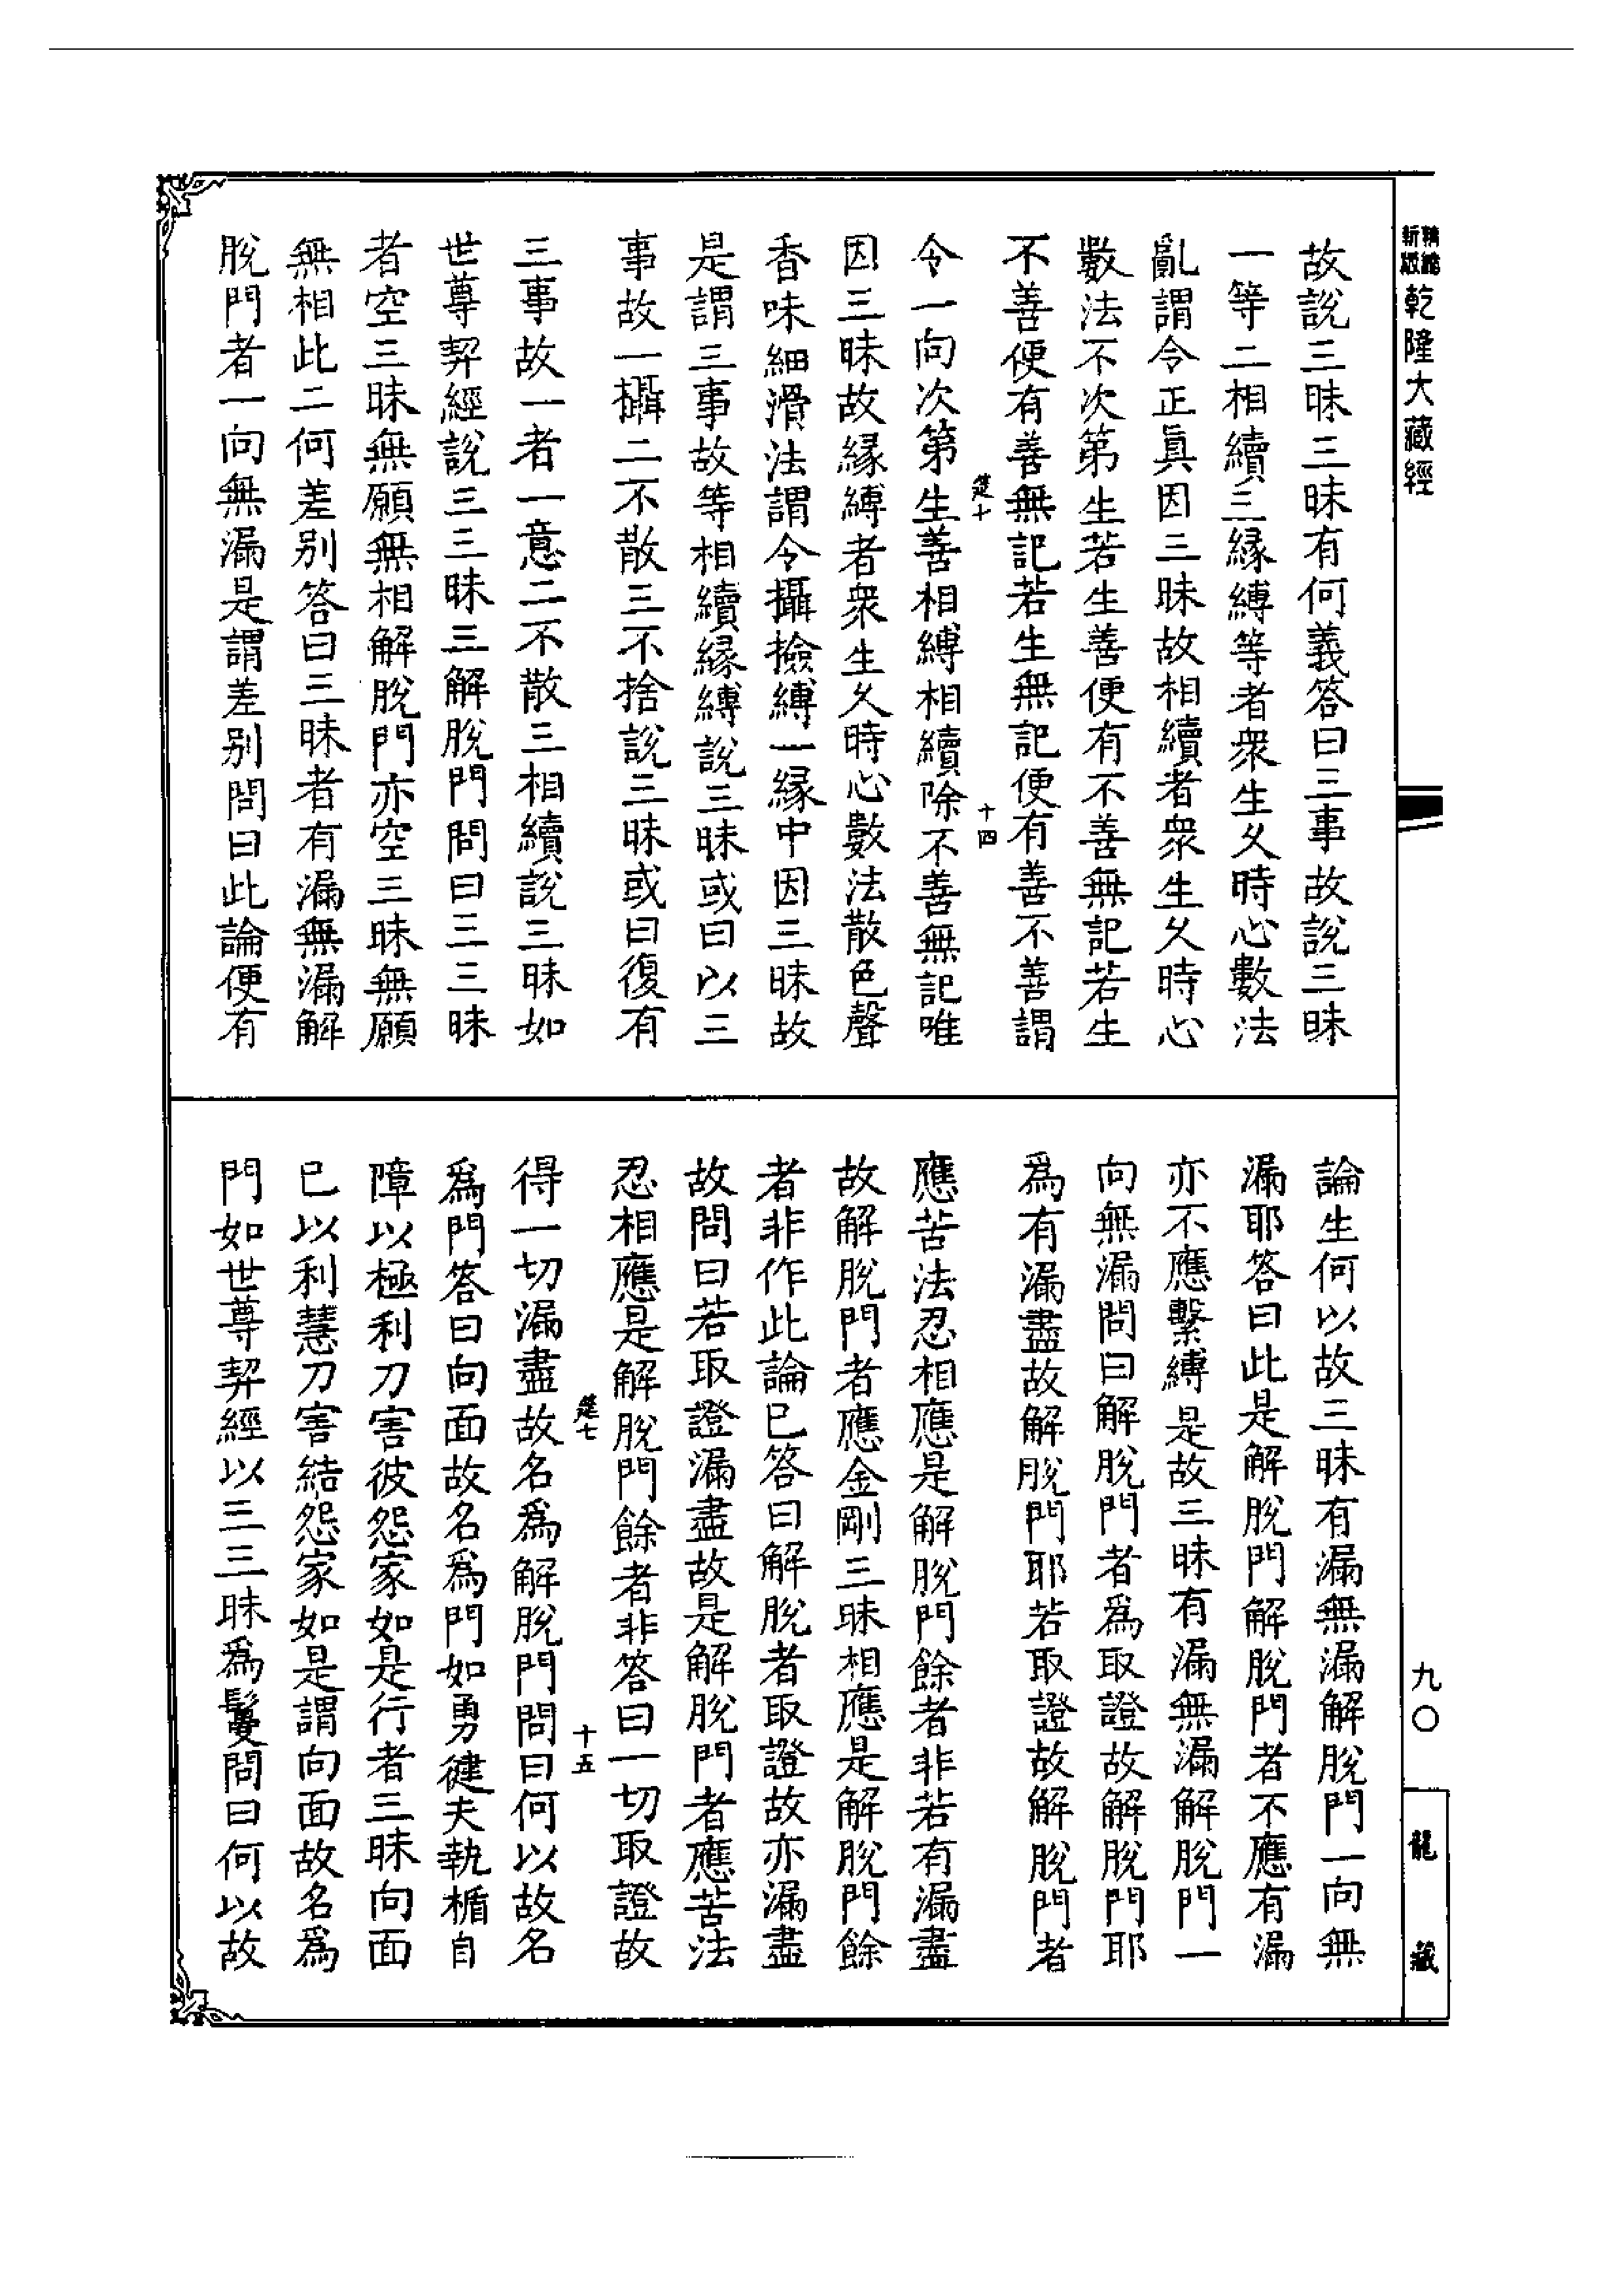 精縮新版乾隆大藏經
故說三昧三昧有何義答曰三事故說三昧
一等二相續三緣縛等者衆生久時心數法
亂謂令正眞因三昧故相續者衆生久時心
數法不次第生若生善便有不善無記若生
不善便有善無記若生無記便有善不善謂
令一向次第生善相縛相續除不善無記唯
因三昧故緣縛者衆生久時心數法散色聲
香味細滑法謂令攝撿縛一緣中因三昧故
是謂三事故等相續緣縛說三昧或曰以三
事故一攝二不散三不捨說三昧或曰復有
三事故一者一意二不散三相續說三昧如
世尊契經說三三昧三解脫門問曰三三昧
者空三昧無願無相解脫門亦空三昧無願
無相此二何差別答曰三昧者有漏無漏解
脫門者一向無漏是謂差別問曰此論便有
十四
論生何以故三昧有漏無漏解脫門一向無
漏耶答曰此是解脫門解脫門者不應有漏
亦不應繫縛是故三昧有漏無漏解脫門一
向無漏問曰解脫門者爲取證故解脫門耶
爲有漏盡故解脫門耶若取證故解脫門者
應苦法忍相應是解脫門餘者非若有漏盡
故解脫門者應金剛三昧相應是解脫門餘
者非作此論已答曰解脫者取證故亦漏盡
故問曰若取證漏盡故是解脫門者應苦法
忍相應是解脫門餘者非答曰一切取證故
得一切漏盡故名爲解脫門問曰何以故名
爲門答曰向面故名爲門如勇健夫執楯自
障以極利刀害彼怨家如是行者三昧向面
已以利慧刀害結怨家如是謂向面故名爲
門如世尊契經以三三昧爲鬘問曰何以故
十五
九〇
龍藏